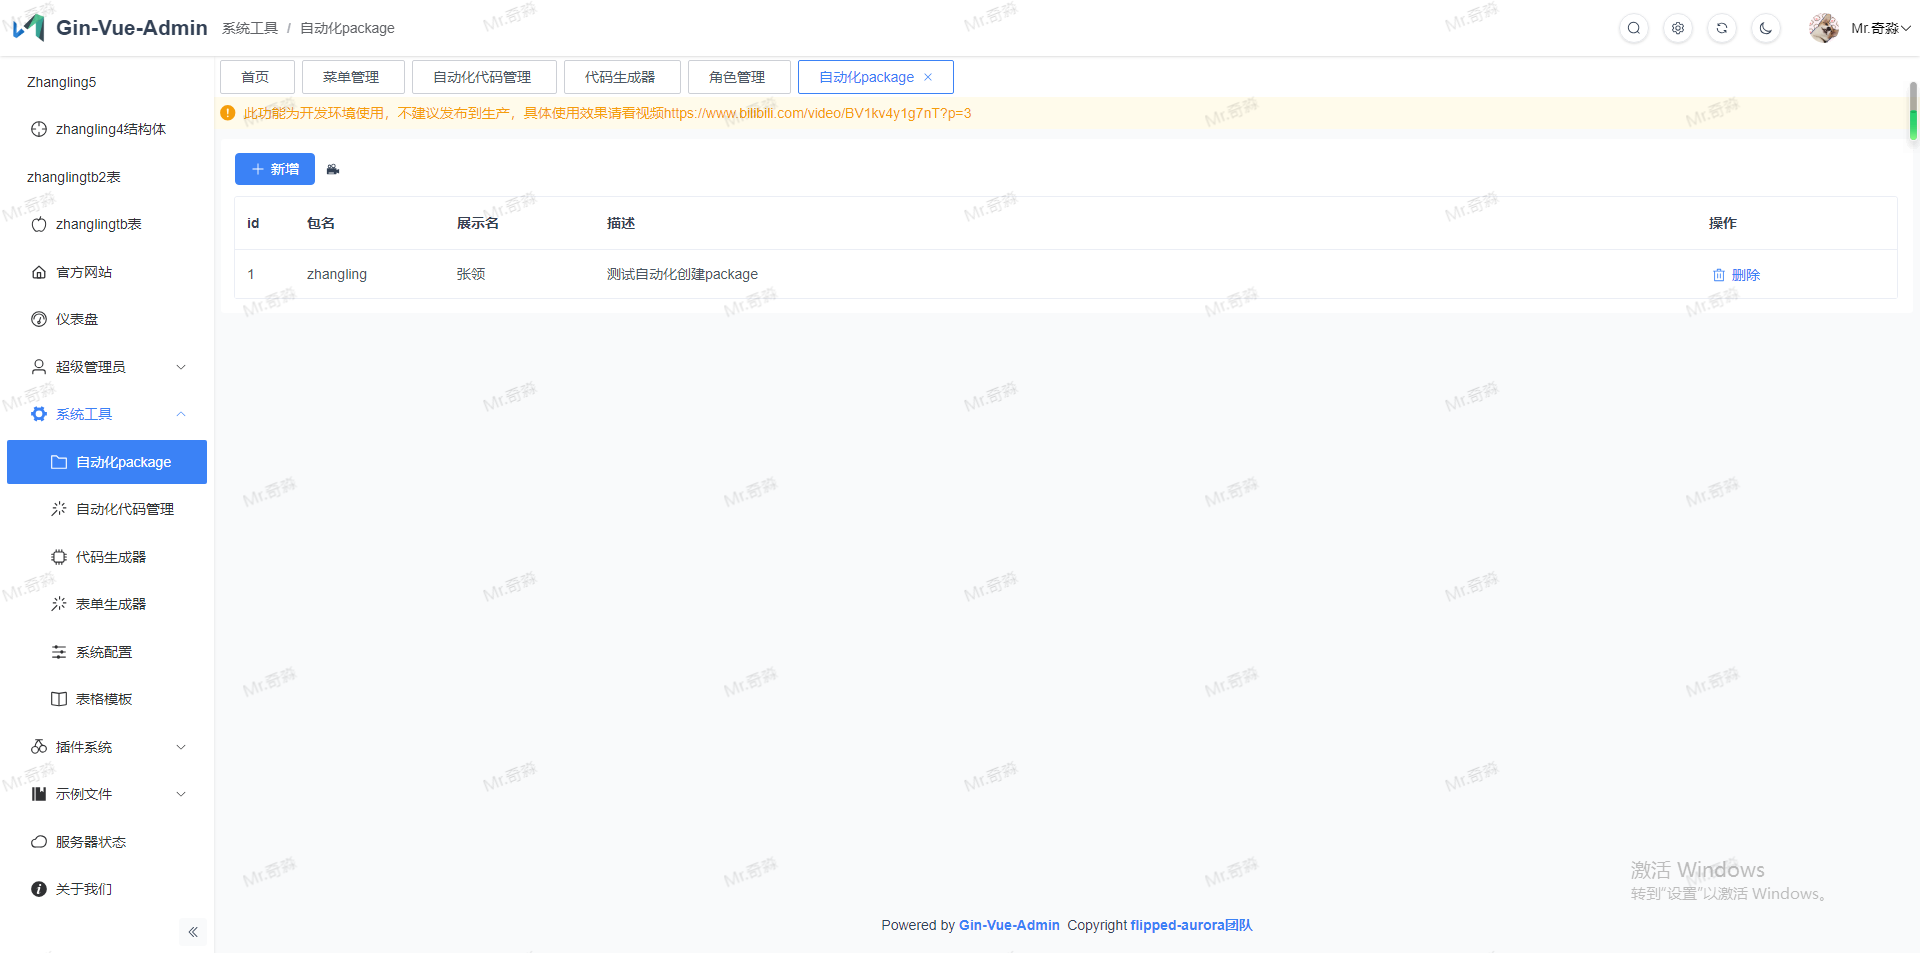 Gin-Vue-Admin
系统工具 / 自动化package
Mr.奇淼
Zhangling5
zhangling4结构体
zhanglingtb2表
zhanglingtb表
官方网站
仪表盘
超级管理员
系统工具
自动化package
自动化代码管理
代码生成器
表单生成器
系统配置
表格模板
插件系统
示例文件
服务器状态
关于我们
首页 菜单管理 自动化代码管理 代码生成器 角色管理 自动化package
此功能为开发环境使用，不建议发布到生产，具体使用效果请看视频https://www.bilibili.com/video/BV1kv4y1g7nT?p=3
新增
id 包名 展示名 描述 操作
1 zhangling 张领 测试自动化创建package 删除
激活 Windows
转到"设置"以激活 Windows。
Powered by Gin-Vue-Admin Copyright flipped-aurora团队